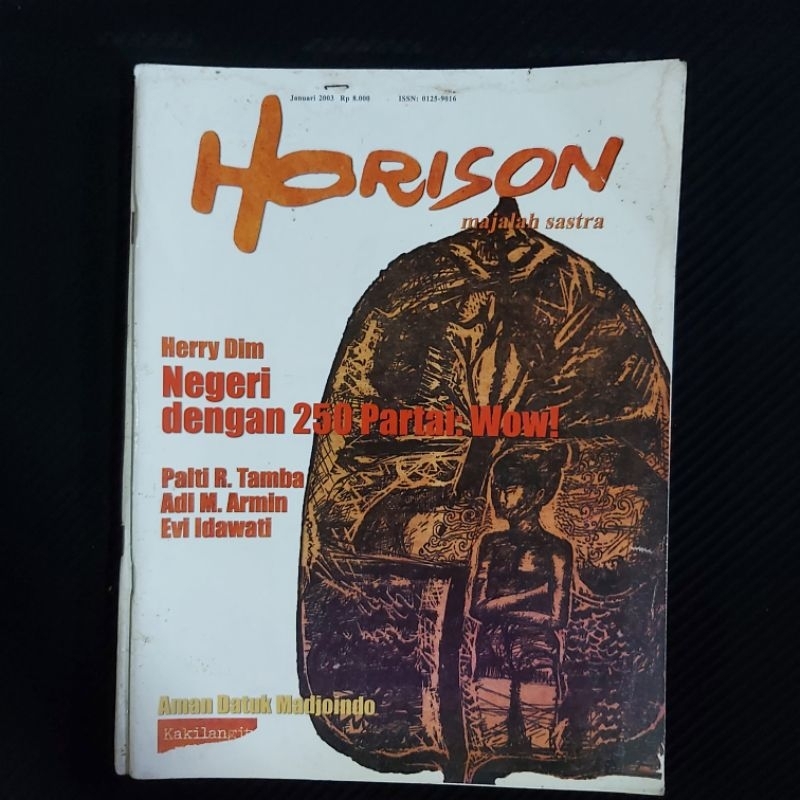 Januari 2003 Rp 8.000 ISSN: 0125-9016
HORISON
majalah sastra
Herry Dim
Negeri
dengan 250 Partai: Wow!
Palti R. Tamba
Adi M. Armin
Evi Idawati
Aman Datuk Madjoindo
Kakilangit